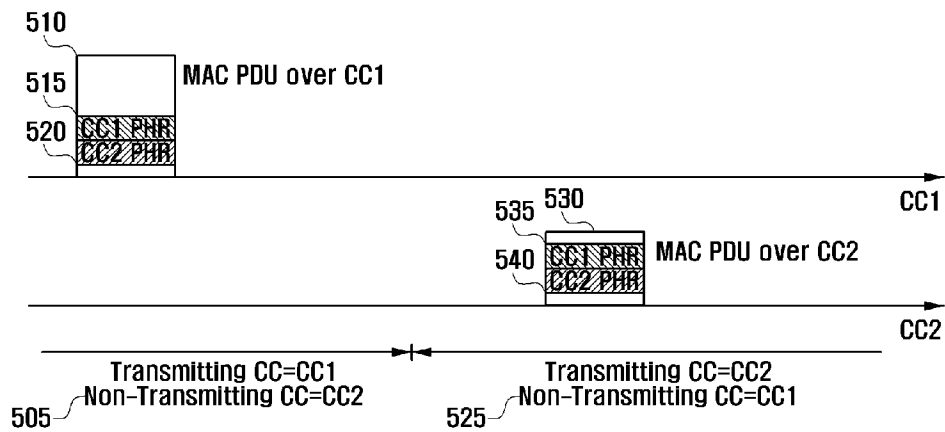 510
MAC PDU over CC1
515
CC1 PHR
520
CC2 PHR
CC1
535 530
CC1 PHR
MAC PDU over CC2
540
CC2 PHR
CC2
Transmitting CC=CC1
Non-Transmitting CC=CC2
505
Transmitting CC=CC2
Non-Transmitting CC=CC1
525